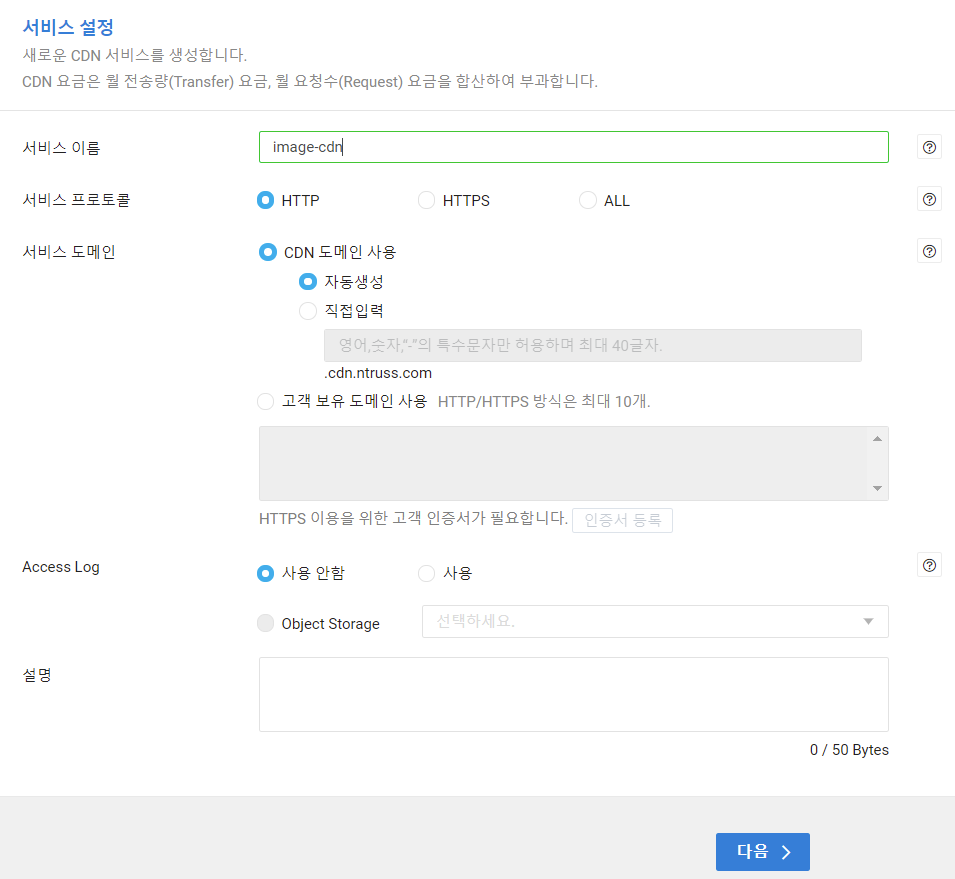 서비스 설정
새로운 CDN 서비스를 생성합니다.
CDN 요금은 월 전송량(Transfer) 요금, 월 요청수(Request) 요금을 합산하여 부과합니다.
서비스 이름 image-cdn ?
서비스 프로토콜 HTTP HTTPS ALL ?
서비스 도메인 CDN 도메인 사용 ?
자동생성
직접입력
영어,숫자,"-"의 특수문자만 허용하며 최대 40글자.
.cdn.ntruss.com
고객 보유 도메인 사용 HTTP/HTTPS 방식은 최대 10개.
HTTPS 이용을 위한 고객 인증서가 필요합니다. 인증서 등록
Access Log 사용 안함 사용 ?
Object Storage 선택하세요.
설명
0 / 50 Bytes
다음 >